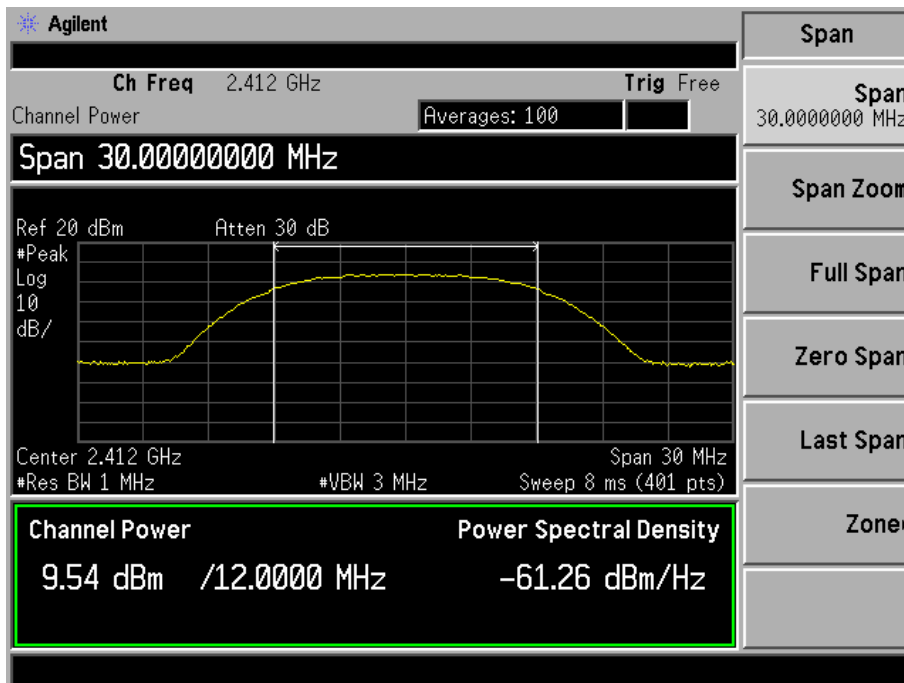 Agilent
Ch Freq 2.412 GHz Trig Free
Channel Power Averages: 100
Span 30.00000000 MHz
Ref 20 dBm Atten 30 dB
#Peak
Log
10
dB/
Center 2.412 GHz Span 30 MHz
#Res BW 1 MHz #VBW 3 MHz Sweep 8 ms (401 pts)
Channel Power Power Spectral Density
9.54 dBm /12.0000 MHz -61.26 dBm/Hz
Span
Span
30.0000000 MHz
Span Zoom
Full Span
Zero Span
Last Span
Zone